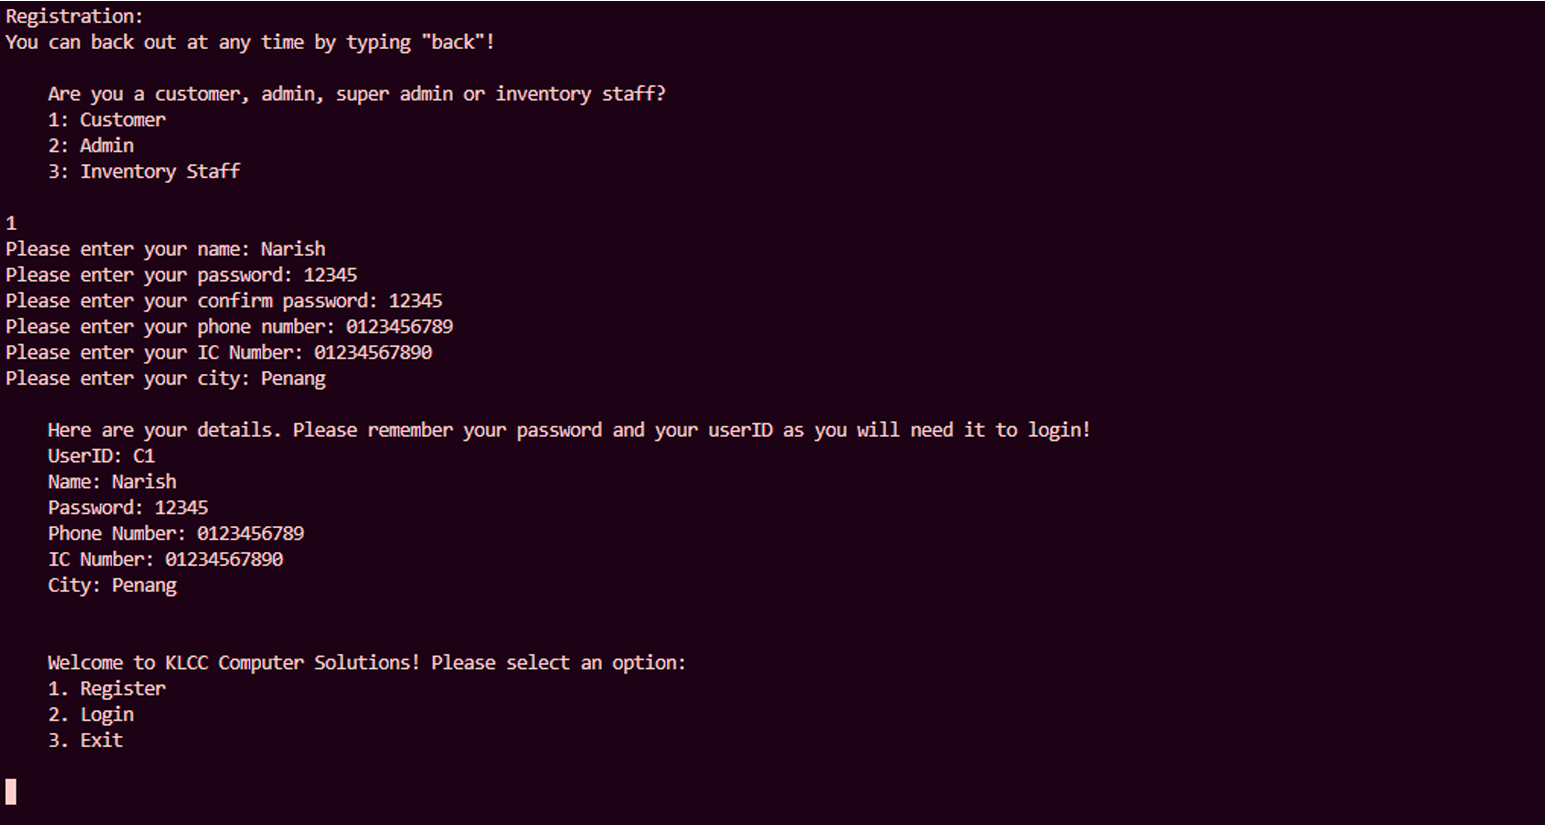 Registration:
You can back out at any time by typing "back"!
Are you a customer, admin, super admin or inventory staff?
1: Customer
2: Admin
3: Inventory Staff
1
Please enter your name: Narish
Please enter your password: 12345
Please enter your confirm password: 12345
Please enter your phone number: 0123456789
Please enter your IC Number: 01234567890
Please enter your city: Penang
Here are your details. Please remember your password and your userID as you will need it to login!
UserID: C1
Name: Narish
Password: 12345
Phone Number: 0123456789
IC Number: 01234567890
City: Penang
Welcome to KLCC Computer Solutions! Please select an option:
1. Register
2. Login
3. Exit